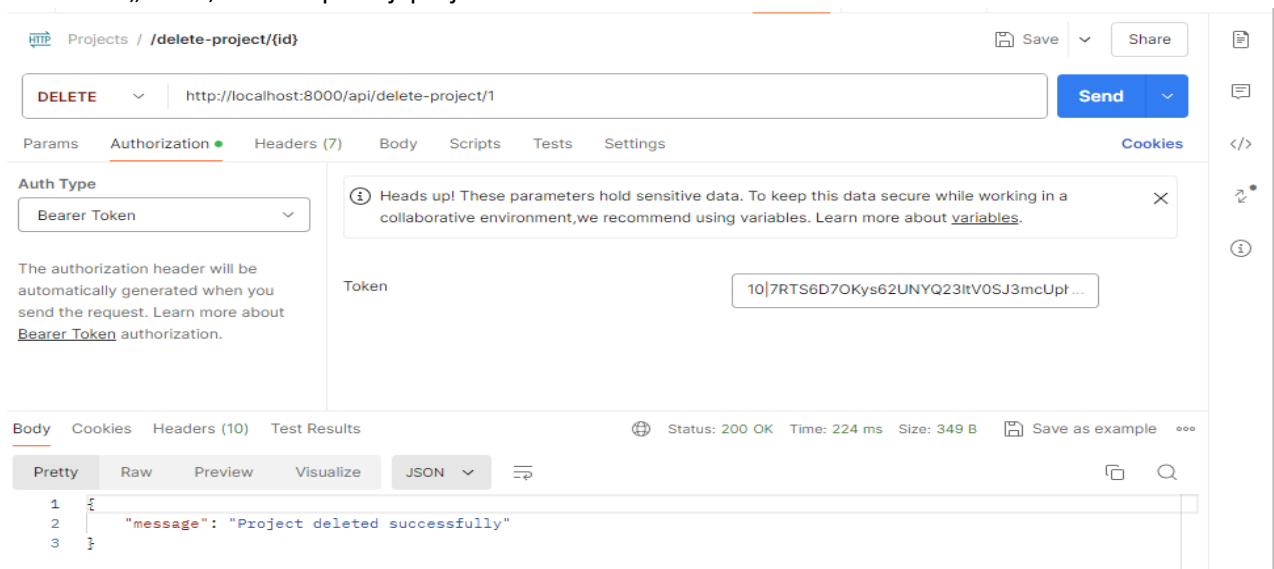 HTTP Projects / /delete-project/{id} Save Share
DELETE http://localhost:8000/api/delete-project/1 Send
Params Authorization Headers (7) Body Scripts Tests Settings Cookies
Auth Type
Bearer Token
The authorization header will be
automatically generated when you
send the request. Learn more about
Bearer Token authorization.
Heads up! These parameters hold sensitive data. To keep this data secure while working in a
collaborative environment,we recommend using variables. Learn more about variables.
Token 10|7RTS6D7OKys62UNYQ23ItV0SJ3mcUpł...
Body Cookies Headers (10) Test Results Status: 200 OK Time: 224 ms Size: 349 B Save as example
Pretty Raw Preview Visualize JSON
1 {
2 "message": "Project deleted successfully"
3 }